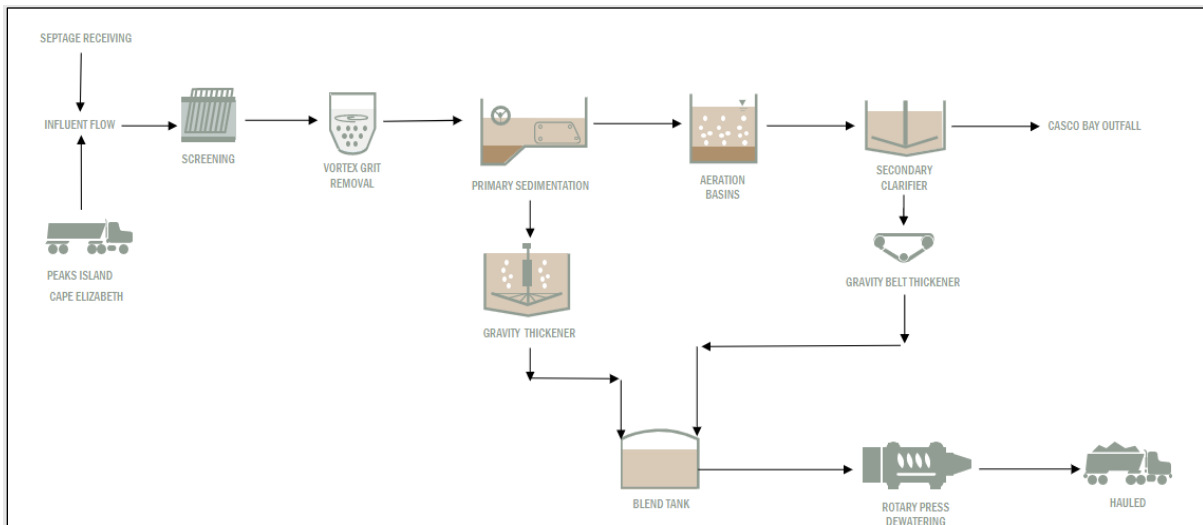 SEPTAGE RECEIVING
INFLUENT FLOW
SCREENING
VORTEX GRIT
REMOVAL
PRIMARY SEDIMENTATION
AERATION
BASINS
SECONDARY
CLARIFIER
CASCO BAY OUTFALL
PEAKS ISLAND
CAPE ELIZABETH
GRAVITY THICKENER
GRAVITY BELT THICKENER
BLEND TANK
ROTARY PRESS
DEWATERING
HAULED